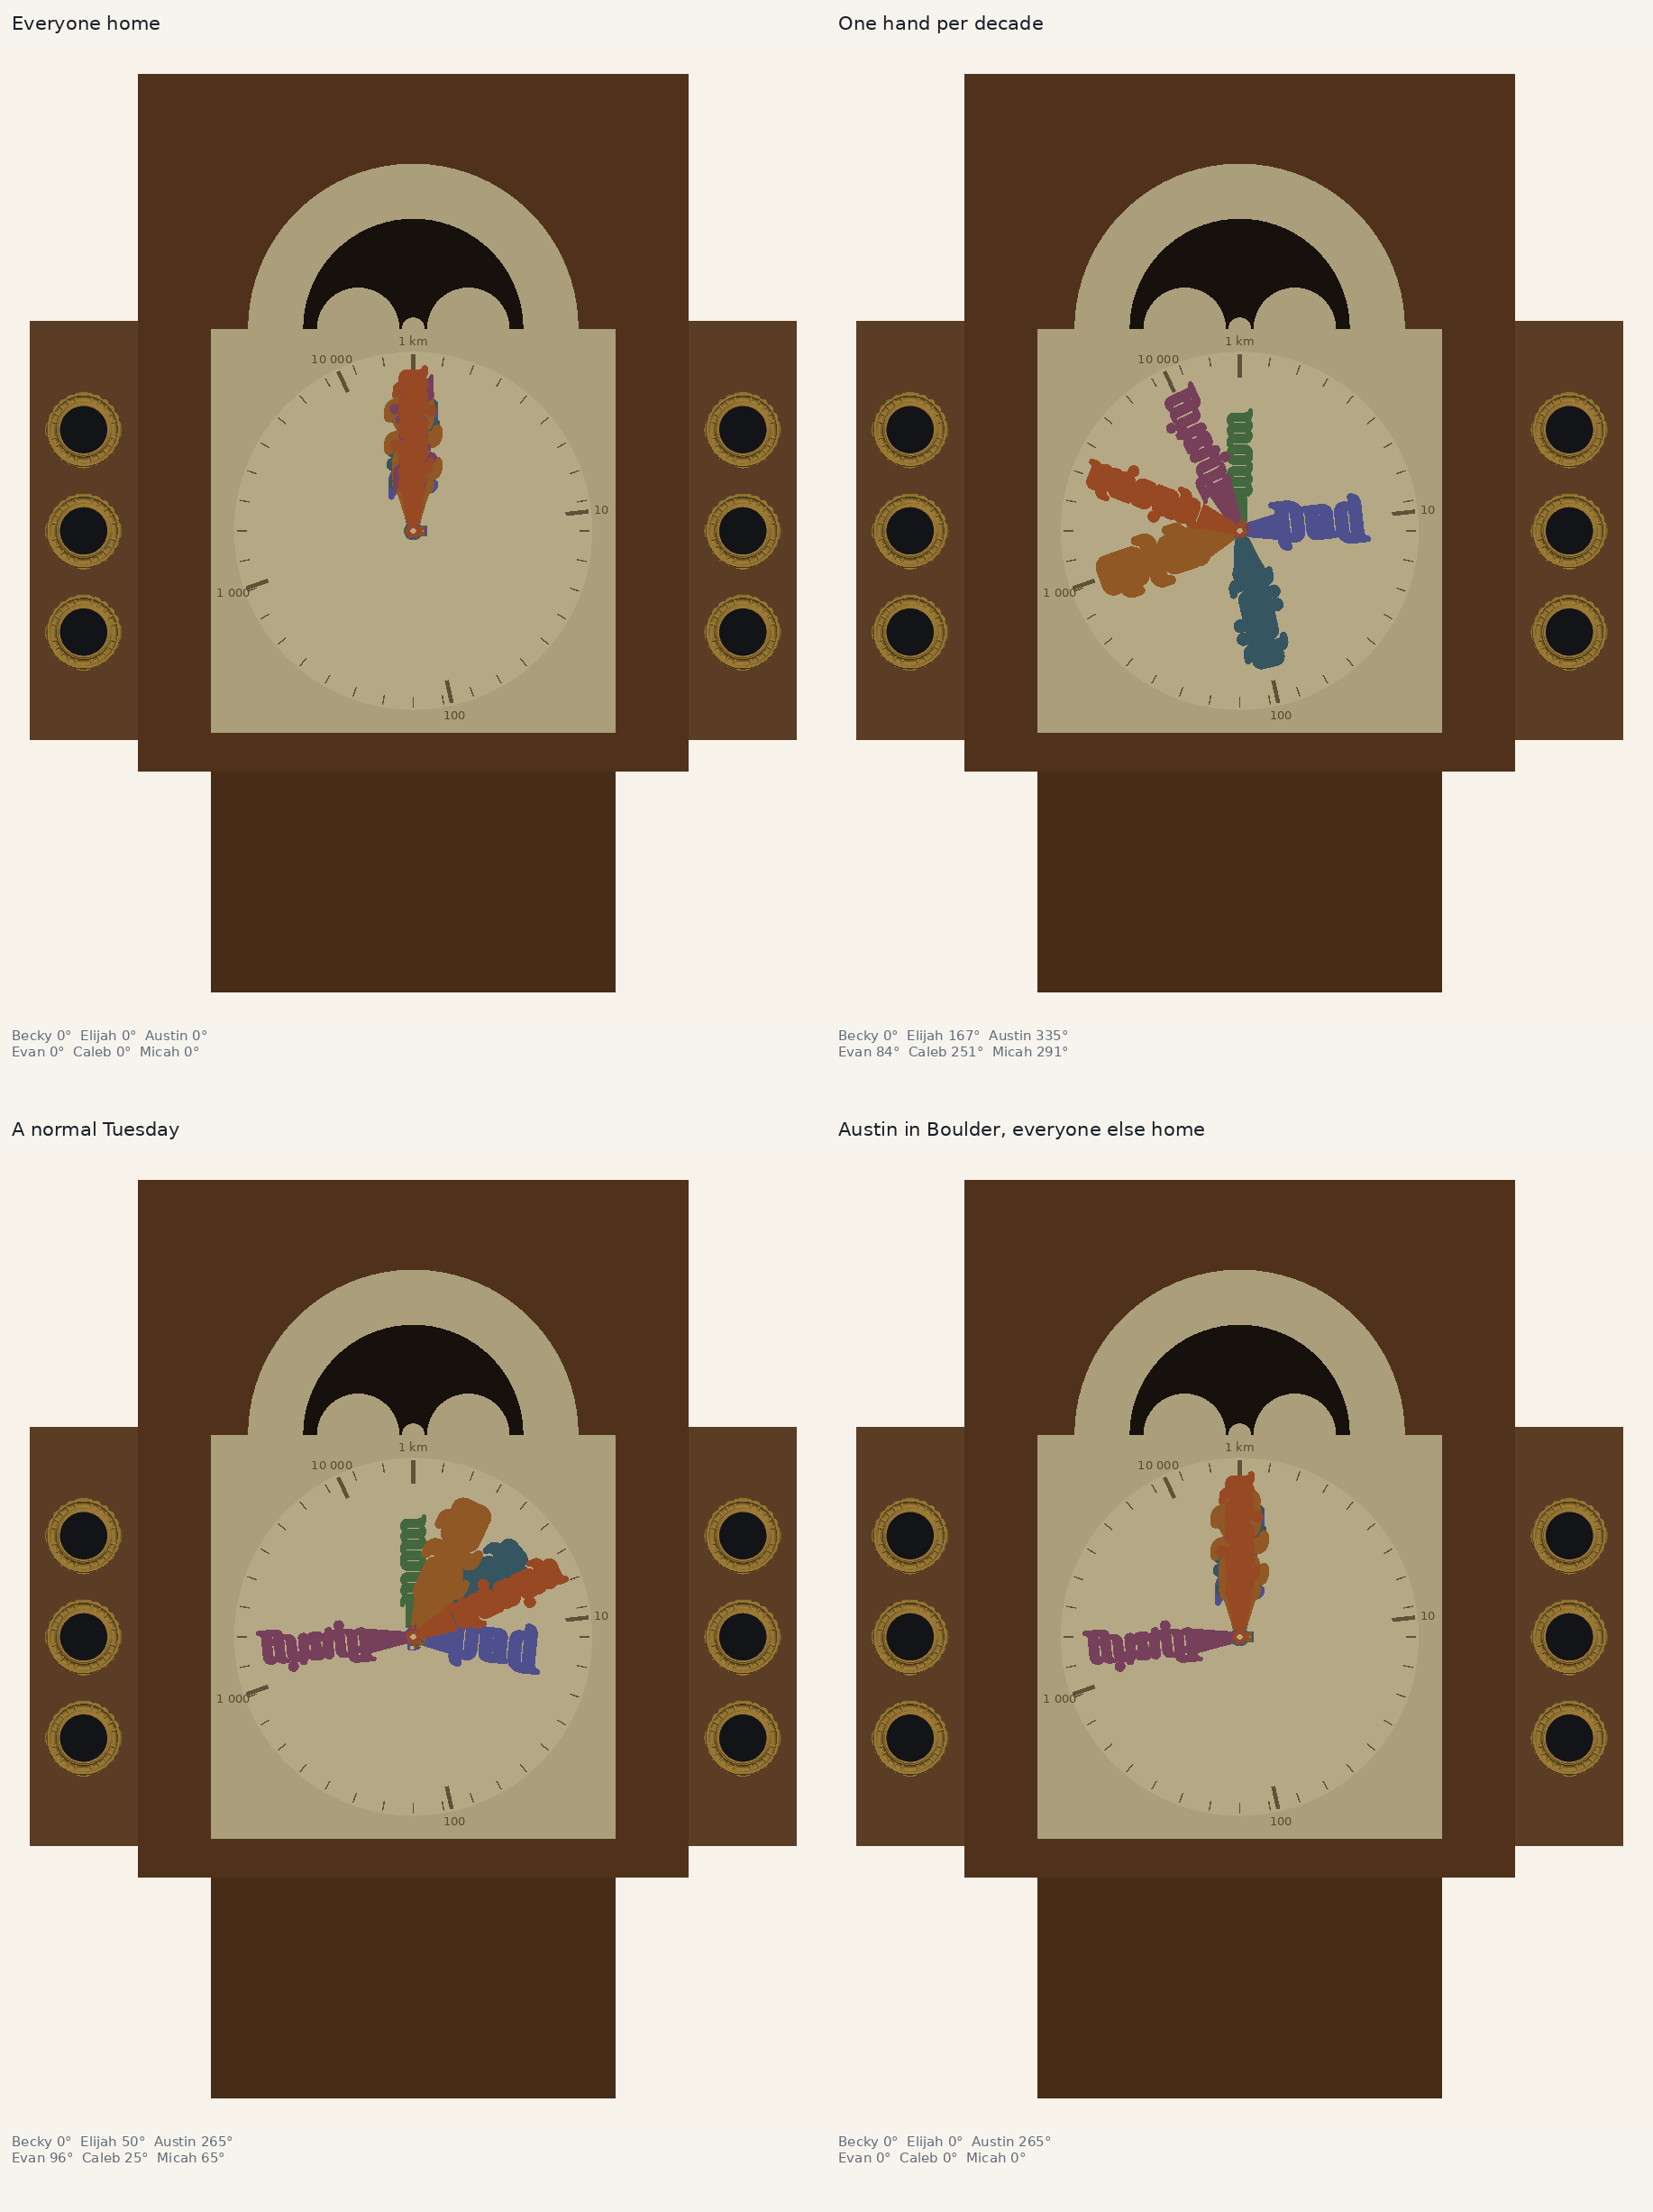 Everyone home
One hand per decade
1 km
10 000
10
1 000
100
1 km
10 000
10
1 000
100
Becky 0° Elijah 0° Austin 0°
Evan 0° Caleb 0° Micah 0°
Becky 0° Elijah 167° Austin 335°
Evan 84° Caleb 251° Micah 291°
A normal Tuesday
Austin in Boulder, everyone else home
1 km
10 000
10
1 000
100
1 km
10 000
10
1 000
100
Becky 0° Elijah 50° Austin 265°
Evan 96° Caleb 25° Micah 65°
Becky 0° Elijah 0° Austin 265°
Evan 0° Caleb 0° Micah 0°